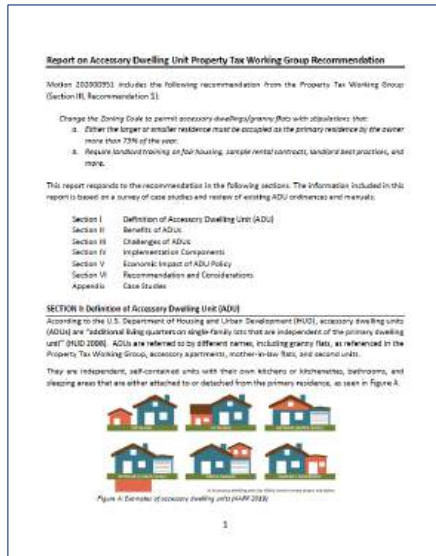 Report on Accessory Dwelling Unit Property Tax Working Group Recommendation
Motion 202000951 includes the following recommendation from the Property Tax Working Group
(Section III, Recommendation 1):
Change the Zoning Code to permit accessory dwellings/granny flats with stipulations that:
a. Either the larger or smaller residence must be occupied as the primary residence by the owner
more than 75% of the year.
b. Require landlord training on fair housing, sample rental contracts, landlord best practices, and
more.
This report responds to the recommendation in the following sections. The information included in this
report is based on a survey of case studies and review of existing ADU ordinances and manuals.
Section I Definition of Accessory Dwelling Unit (ADU)
Section II Benefits of ADUs
Section III Challenges of ADUs
Section IV Implementation Components
Section V Economic Impact of ADU Policy
Section VI Recommendation and Considerations
Appendix Case Studies
SECTION I: Definition of Accessory Dwelling Unit (ADU)
According to the U.S. Department of Housing and Urban Development (HUD), accessory dwelling units
(ADUs) are "additional living quarters on single-family lots that are independent of the primary dwelling
unit" (HUD 2008). ADUs are referred to by different names, including granny flats, as referenced in the
Property Tax Working Group, accessory apartments, mother-in-law flats, and second units.
They are independent, self-contained units with their own kitchens or kitchenettes, bathrooms, and
sleeping areas that are either attached to or detached from the primary residence, as seen in Figure A.
Figure A: Examples of accessory dwelling units (AARP 2019)
1